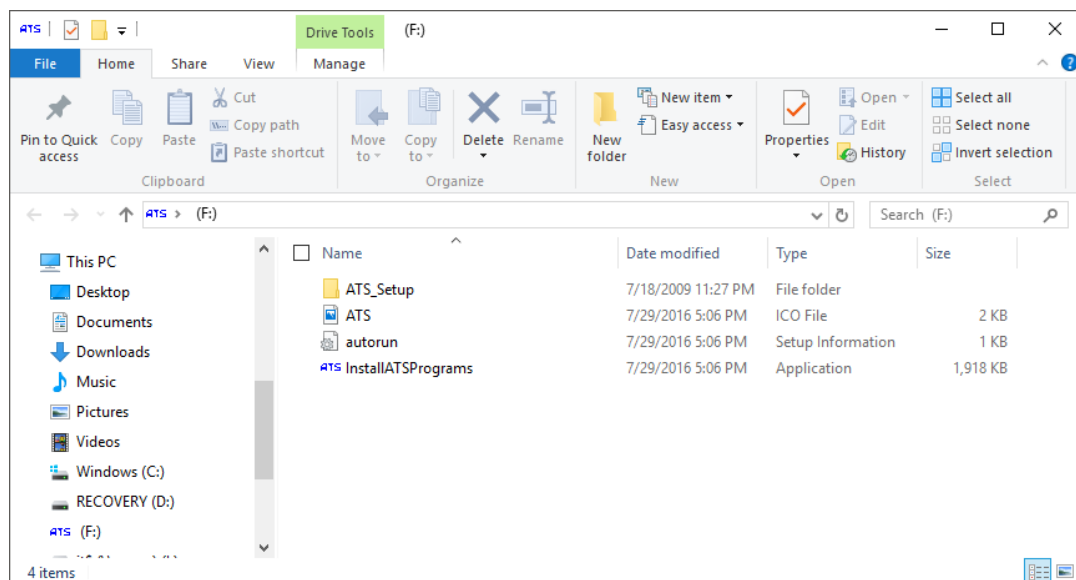 ATS
Drive Tools
(F:)
File
Home
Share
View
Manage
?
Pin to Quick access
Copy
Paste
Cut
Copy path
Paste shortcut
Clipboard
Move to
Copy to
Delete
Rename
Organize
New folder
New item
Easy access
New
Properties
Open
Edit
History
Open
Select all
Select none
Invert selection
Select
ATS > (F:)
Search (F:)
This PC
Desktop
Documents
Downloads
Music
Pictures
Videos
Windows (C:)
RECOVERY (D:)
ATS (F:)
Name Date modified Type Size
ATS_Setup 7/18/2009 11:27 PM File folder
ATS 7/29/2016 5:06 PM ICO File 2 KB
autorun 7/29/2016 5:06 PM Setup Information 1 KB
ATS InstallATSPrograms 7/29/2016 5:06 PM Application 1,918 KB
4 items